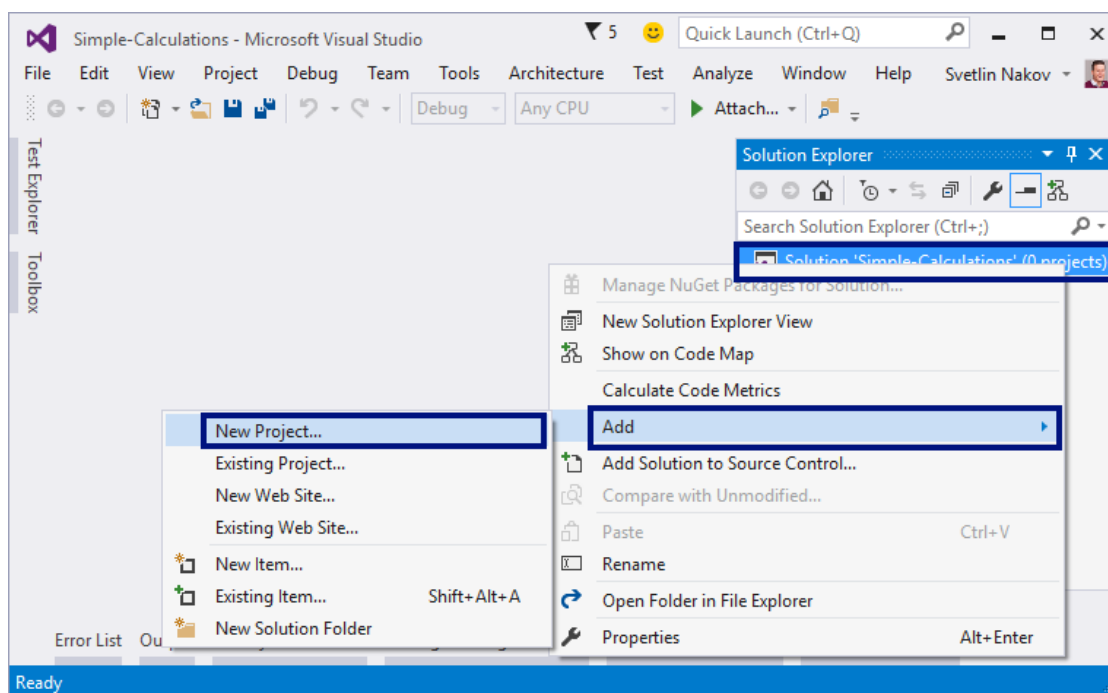 Simple-Calculations - Microsoft Visual Studio
5
Quick Launch (Ctrl+Q)
File Edit View Project Debug Team Tools Architecture Test Analyze Window Help Svetlin Nakov
Debug Any CPU Attach...
Test Explorer
Toolbox
Solution Explorer
Search Solution Explorer (Ctrl+;)
Solution 'Simple-Calculations' (0 projects)
Manage NuGet Packages for Solution...
New Solution Explorer View
Show on Code Map
Calculate Code Metrics
Add
Add Solution to Source Control...
Compare with Unmodified...
Paste Ctrl+V
Rename
Open Folder in File Explorer
Properties Alt+Enter
New Project...
Existing Project...
New Web Site...
Existing Web Site...
New Item...
Existing Item... Shift+Alt+A
New Solution Folder
Error List
Ready